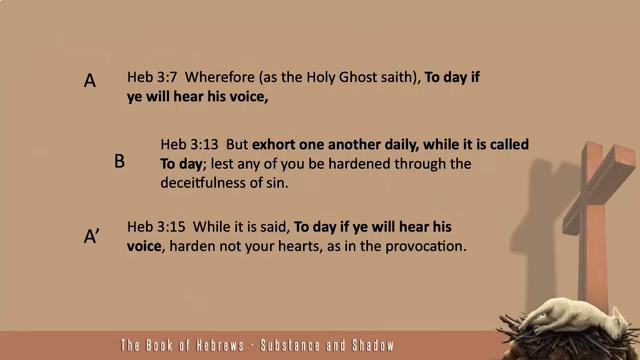 A
Heb 3:7  Wherefore (as the Holy Ghost saith), To day if
ye will hear his voice,
B
Heb 3:13  But exhort one another daily, while it is called
To day; lest any of you be hardened through the
deceitfulness of sin.
A’
Heb 3:15  While it is said, To day if ye will hear his
voice, harden not your hearts, as in the provocation.
The Book of Hebrews - Substance and Shadow